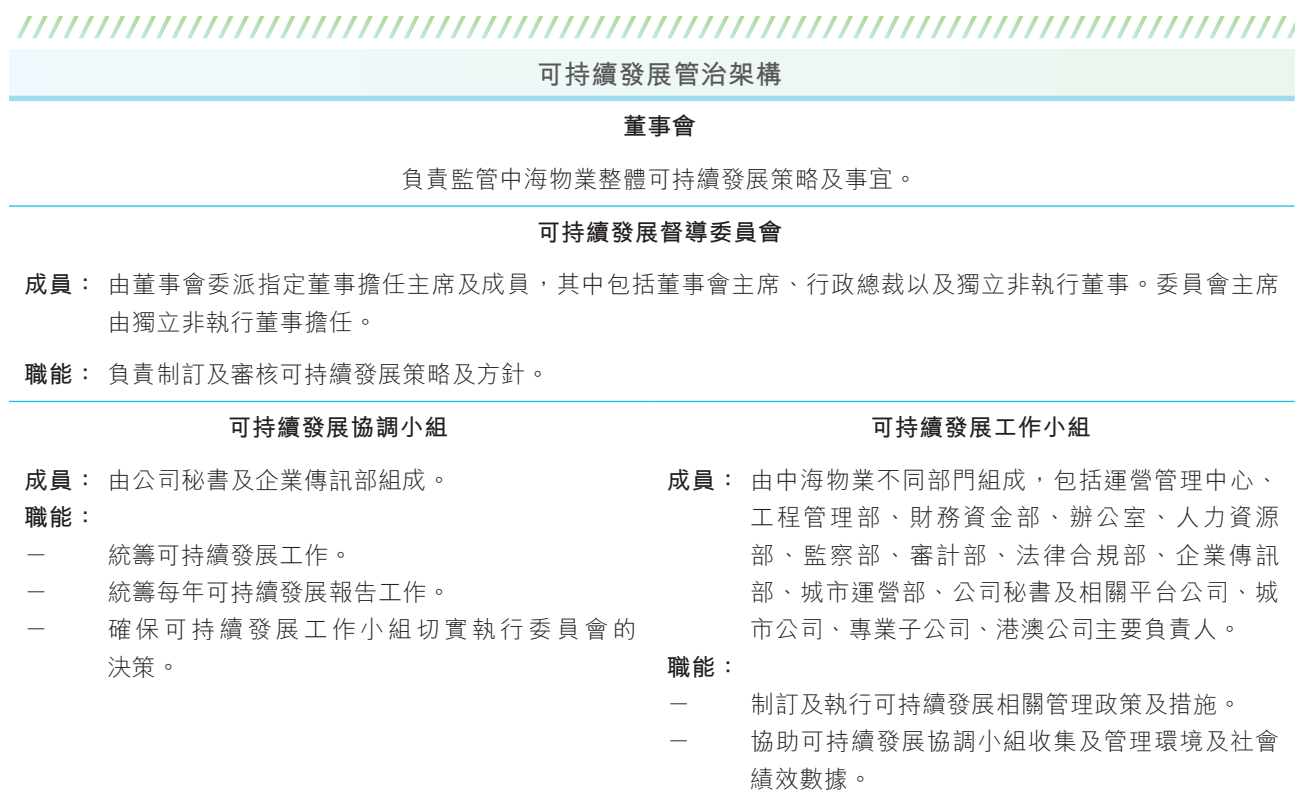 可持續發展管治架構
董事會
負責監管中海物業整體可持續發展策略及事宜。
可持續發展督導委員會
成員： 由董事會委派指定董事擔任主席及成員，其中包括董事會主席、行政總裁以及獨立非執行董事。委員會主席
由獨立非執行董事擔任。
職能： 負責制訂及審核可持續發展策略及方針。
可持續發展協調小組
成員： 由公司秘書及企業傳訊部組成。
職能：
－ 統籌可持續發展工作。
－ 統籌每年可持續發展報告工作。
－ 確保可持續發展工作小組切實執行委員會的
決策。
可持續發展工作小組
成員： 由中海物業不同部門組成，包括運營管理中心、
工程管理部、財務資金部、辦公室、人力資源
部、監察部、審計部、法律合規部、企業傳訊
部、城市運營部、公司秘書及相關平台公司、城
市公司、專業子公司、港澳公司主要負責人。
職能：
－ 制訂及執行可持續發展相關管理政策及措施。
－ 協助可持續發展協調小組收集及管理環境及社會
績效數據。